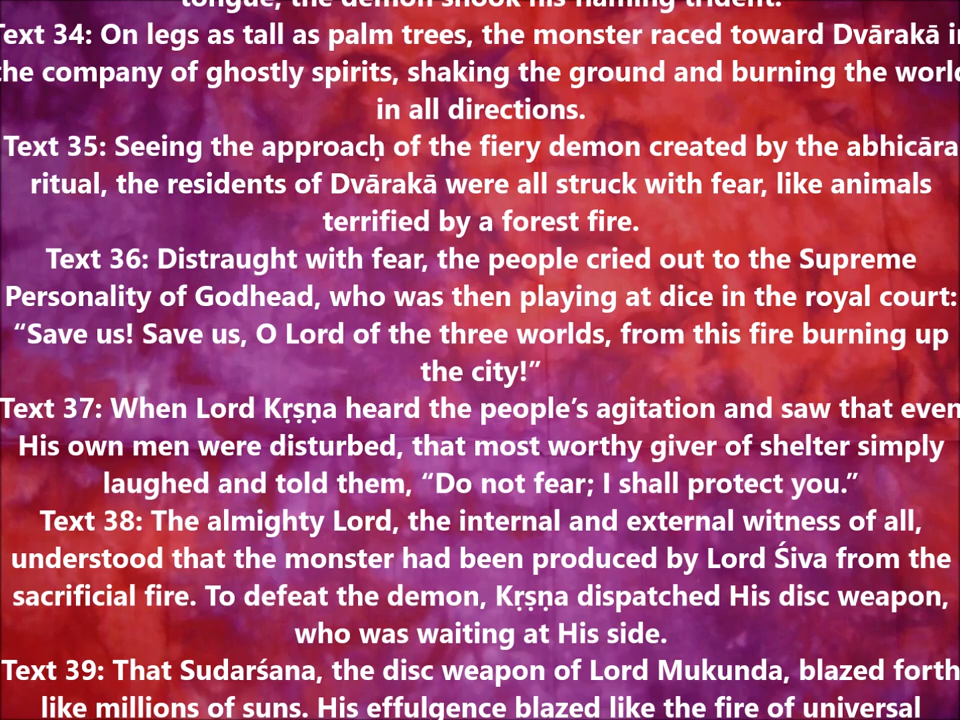 tongue, the demon shook his flaming trident.
Text 34: On legs as tall as palm trees, the monster raced toward Dvārakā in
the company of ghostly spirits, shaking the ground and burning the world
in all directions.
Text 35: Seeing the approacḥ of the fiery demon created by the abhicāra
ritual, the residents of Dvārakā were all struck with fear, like animals
terrified by a forest fire.
Text 36: Distraught with fear, the people cried out to the Supreme
Personality of Godhead, who was then playing at dice in the royal court:
“Save us! Save us, O Lord of the three worlds, from this fire burning up
the city!”
Text 37: When Lord Kṛṣṇa heard the people’s agitation and saw that even
His own men were disturbed, that most worthy giver of shelter simply
laughed and told them, “Do not fear; I shall protect you.”
Text 38: The almighty Lord, the internal and external witness of all,
understood that the monster had been produced by Lord Śiva from the
sacrificial fire. To defeat the demon, Kṛṣṇa dispatched His disc weapon,
who was waiting at His side.
Text 39: That Sudarśana, the disc weapon of Lord Mukunda, blazed forth
like millions of suns. His effulgence blazed like the fire of universal